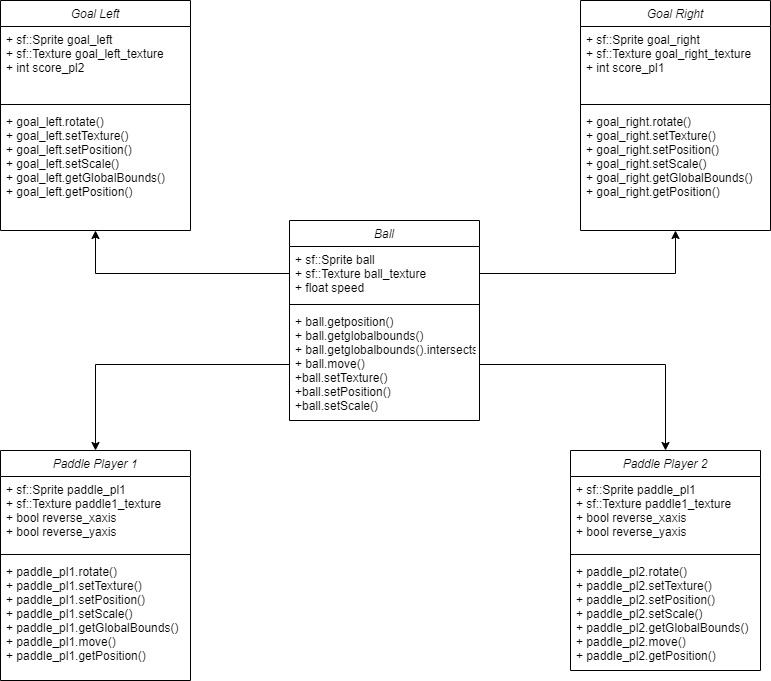 Goal Left
+ sf::Sprite goal_left
+ sf::Texture goal_left_texture
+ int score_pl2
+ goal_left.rotate()
+ goal_left.setTexture()
+ goal_left.setPosition()
+ goal_left.setScale()
+ goal_left.getGlobalBounds()
+ goal_left.getPosition()
Goal Right
+ sf::Sprite goal_right
+ sf::Texture goal_right_texture
+ int score_pl1
+ goal_right.rotate()
+ goal_right.setTexture()
+ goal_right.setPosition()
+ goal_right.setScale()
+ goal_right.getGlobalBounds()
+ goal_right.getPosition()
Ball
+ sf::Sprite ball
+ sf::Texture ball_texture
+ float speed
+ ball.getposition()
+ ball.getglobalbounds()
+ ball.getglobalbounds().intersects
+ ball.move()
+ball.setTexture()
+ball.setPosition()
+ball.setScale()
Paddle Player 1
+ sf::Sprite paddle_pl1
+ sf::Texture paddle1_texture
+ bool reverse_xaxis
+ bool reverse_yaxis
+ paddle_pl1.rotate()
+ paddle_pl1.setTexture()
+ paddle_pl1.setPosition()
+ paddle_pl1.setScale()
+ paddle_pl1.getGlobalBounds()
+ paddle_pl1.move()
+ paddle_pl1.getPosition()
Paddle Player 2
+ sf::Sprite paddle_pl1
+ sf::Texture paddle1_texture
+ bool reverse_xaxis
+ bool reverse_yaxis
+ paddle_pl2.rotate()
+ paddle_pl2.setTexture()
+ paddle_pl2.setPosition()
+ paddle_pl2.setScale()
+ paddle_pl2.getGlobalBounds()
+ paddle_pl2.move()
+ paddle_pl2.getPosition()